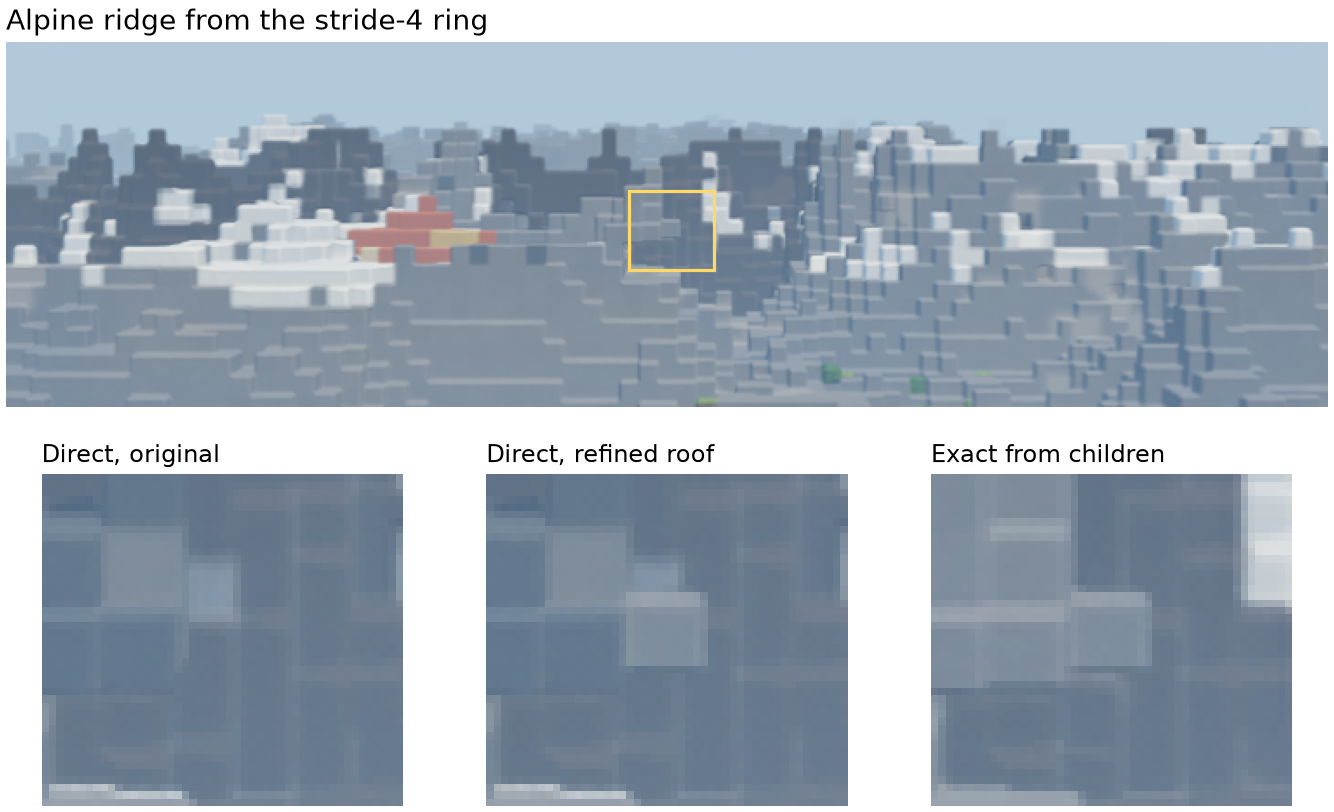 Alpine ridge from the stride-4 ring
Direct, original
Direct, refined roof
Exact from children